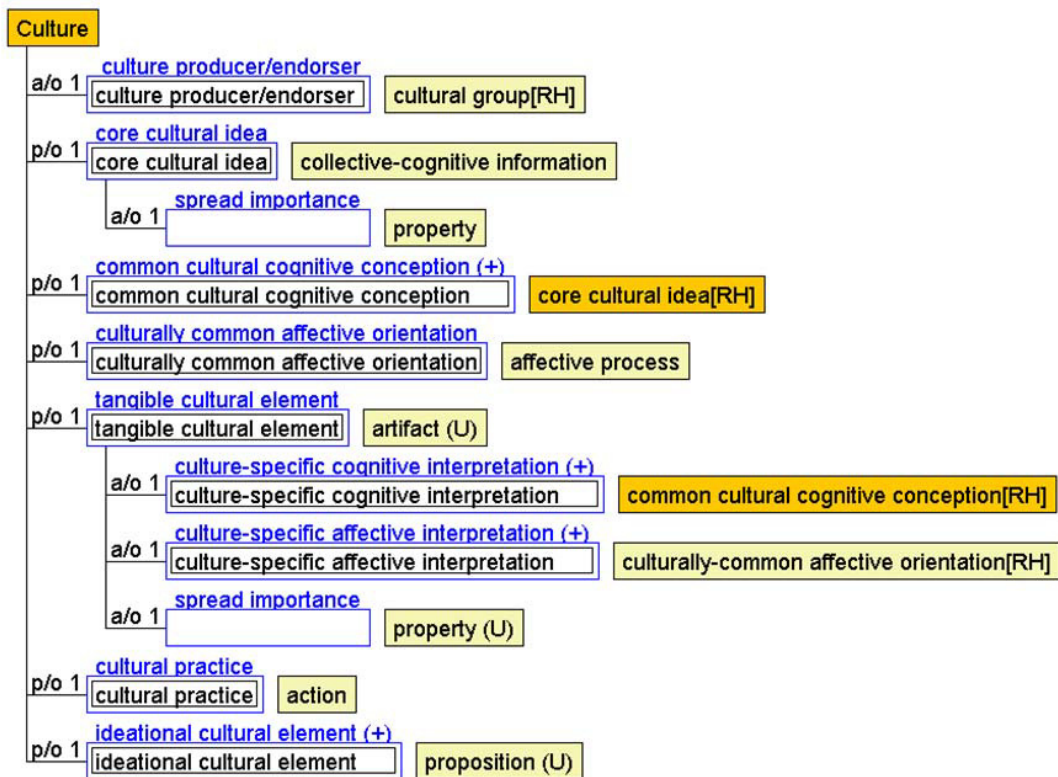 Culture
culture producer/endorser
a/o 1 culture producer/endorser cultural group[RH]
core cultural idea
p/o 1 core cultural idea collective-cognitive information
spread importance
a/o 1 property
common cultural cognitive conception (+)
p/o 1 common cultural cognitive conception core cultural idea[RH]
culturally common affective orientation
p/o 1 culturally common affective orientation affective process
tangible cultural element
p/o 1 tangible cultural element artifact (U)
culture-specific cognitive interpretation (+)
a/o 1 culture-specific cognitive interpretation common cultural cognitive conception[RH]
culture-specific affective interpretation (+)
a/o 1 culture-specific affective interpretation culturally-common affective orientation[RH]
spread importance
a/o 1 property (U)
cultural practice
p/o 1 cultural practice action
ideational cultural element (+)
p/o 1 ideational cultural element proposition (U)